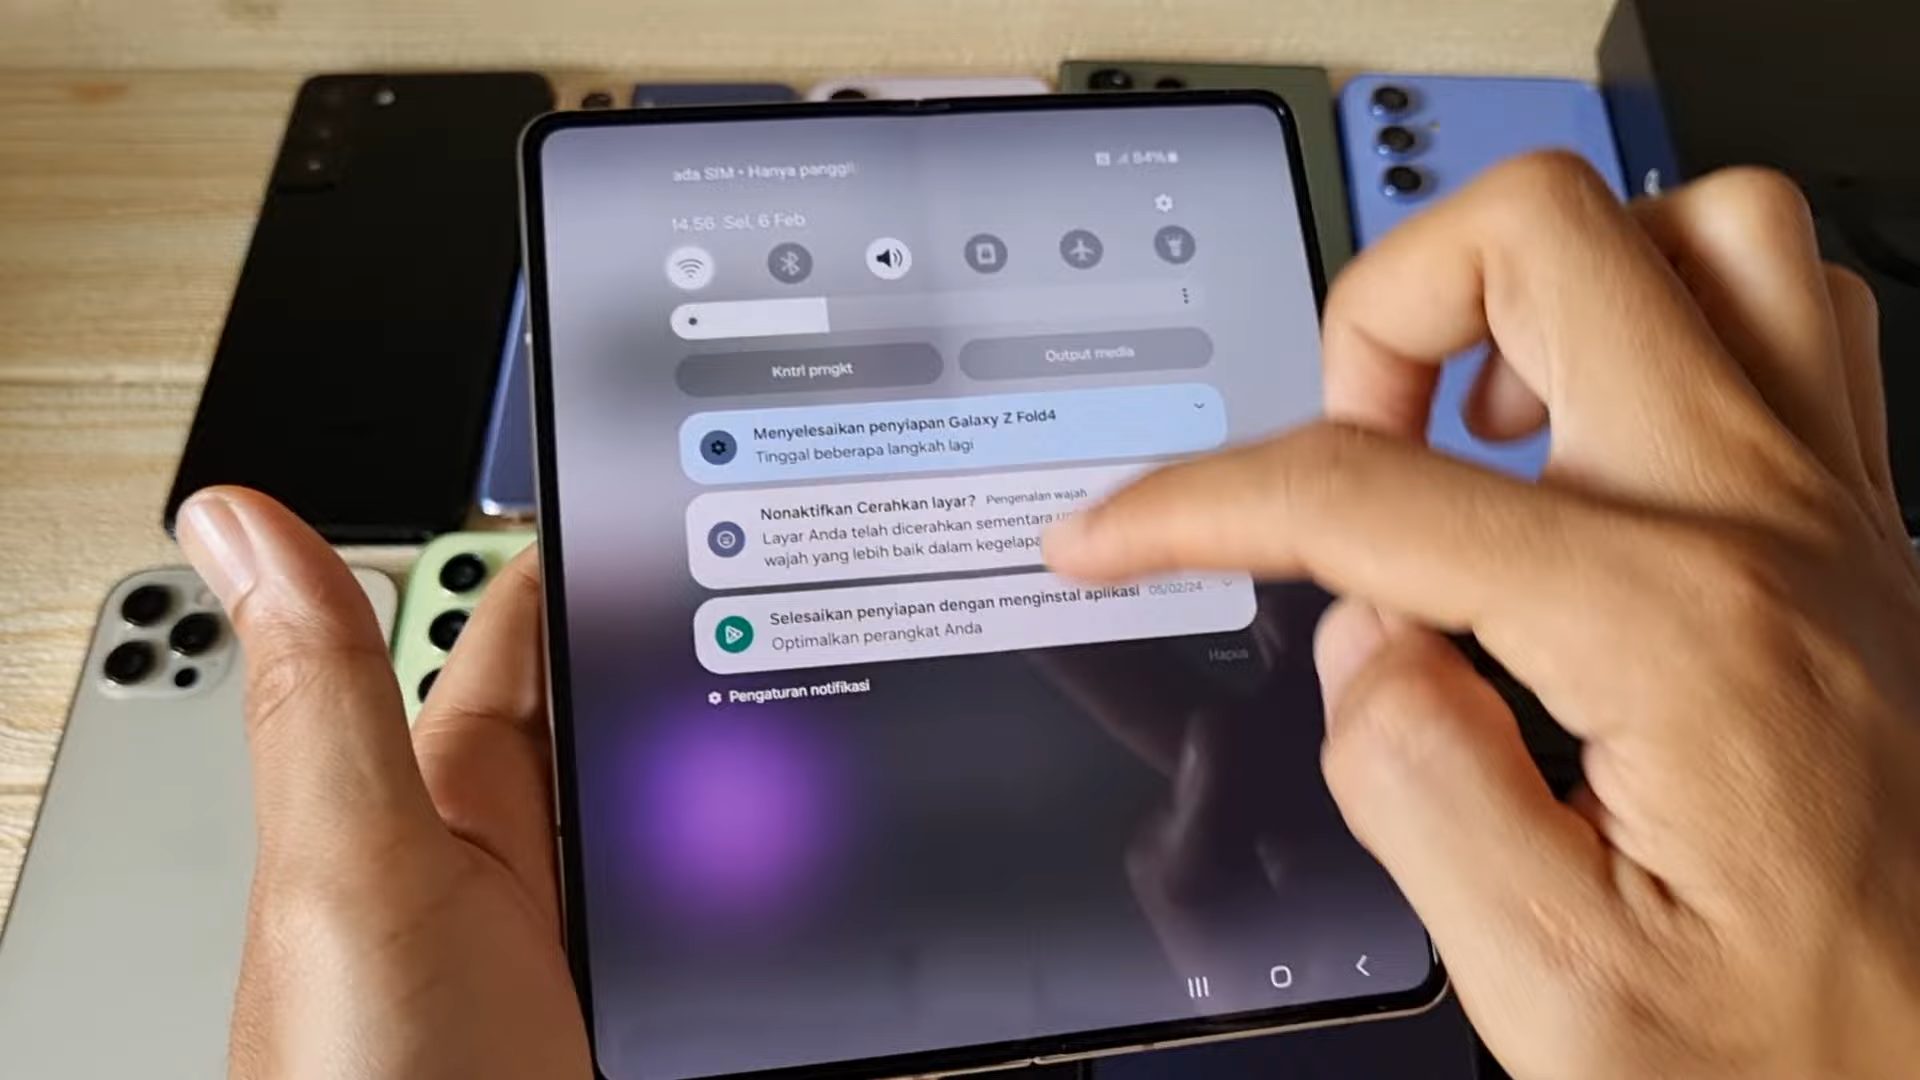 ada SIM • Hanya panggil
84%
14.56 Sel, 6 Feb
Kntrl prngkt
Output media
Menyelesaikan penyiapan Galaxy Z Fold4
Tinggal beberapa langkah lagi
Nonaktifkan Cerahkan layar? Pengenalan wajah
Layar Anda telah dicerahkan sementara
wajah yang lebih baik dalam
Selesaikan penyiapan dengan menginstal aplikasi 05/02/24
Optimalkan perangkat Anda
Hapus
Pengaturan notifikasi